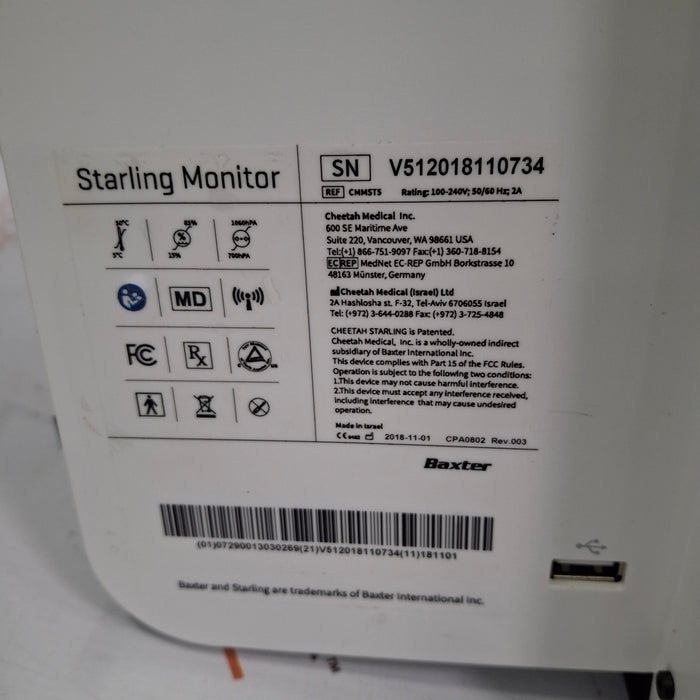 Starling Monitor
SN V512018110734
REF CMMST5 Rating: 100-240V; 50/60 Hz; 2A
50°C
5°C
85%
%
15%
1060hPA
700hPA
MD
FC
Rx
Cheetah Medical Inc.
600 SE Maritime Ave
Suite 220, Vancouver, WA 98661 USA
Tel:(+1) 866-751-9097 Fax:(+1) 360-718-8154
EC REP MedNet EC-REP GmbH Borkstrasse 10
48163 Münster, Germany
Cheetah Medical (Israel) Ltd
2A Hashlosha st. F-32, Tel-Aviv 6706055 Israel
Tel: (+972) 3-644-0288 Fax: (+972) 3-725-4848
CHEETAH STARLING is Patented.
Cheetah Medical, Inc. is a wholly-owned indirect
subsidiary of Baxter International Inc.
This device complies with Part 15 of the FCC Rules.
Operation is subject to the following two conditions:
1.This device may not cause harmful interference.
2.This device must accept any interference received,
including interference that may cause undesired
operation.
Made in Israel
CE 2018-11-01 CPA0802 Rev.003
Baxter
(01)07290013030269(21)V512018110734(11)181101
Baxter and Starling are trademarks of Baxter International Inc.